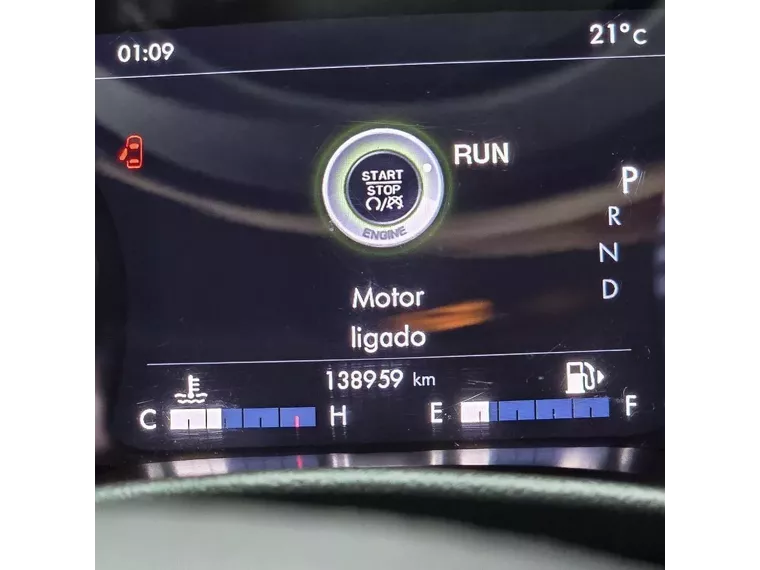 01:09
21°C
RUN
START
STOP
ENGINE
P
R
N
D
Motor
ligado
138959 km
C H E F